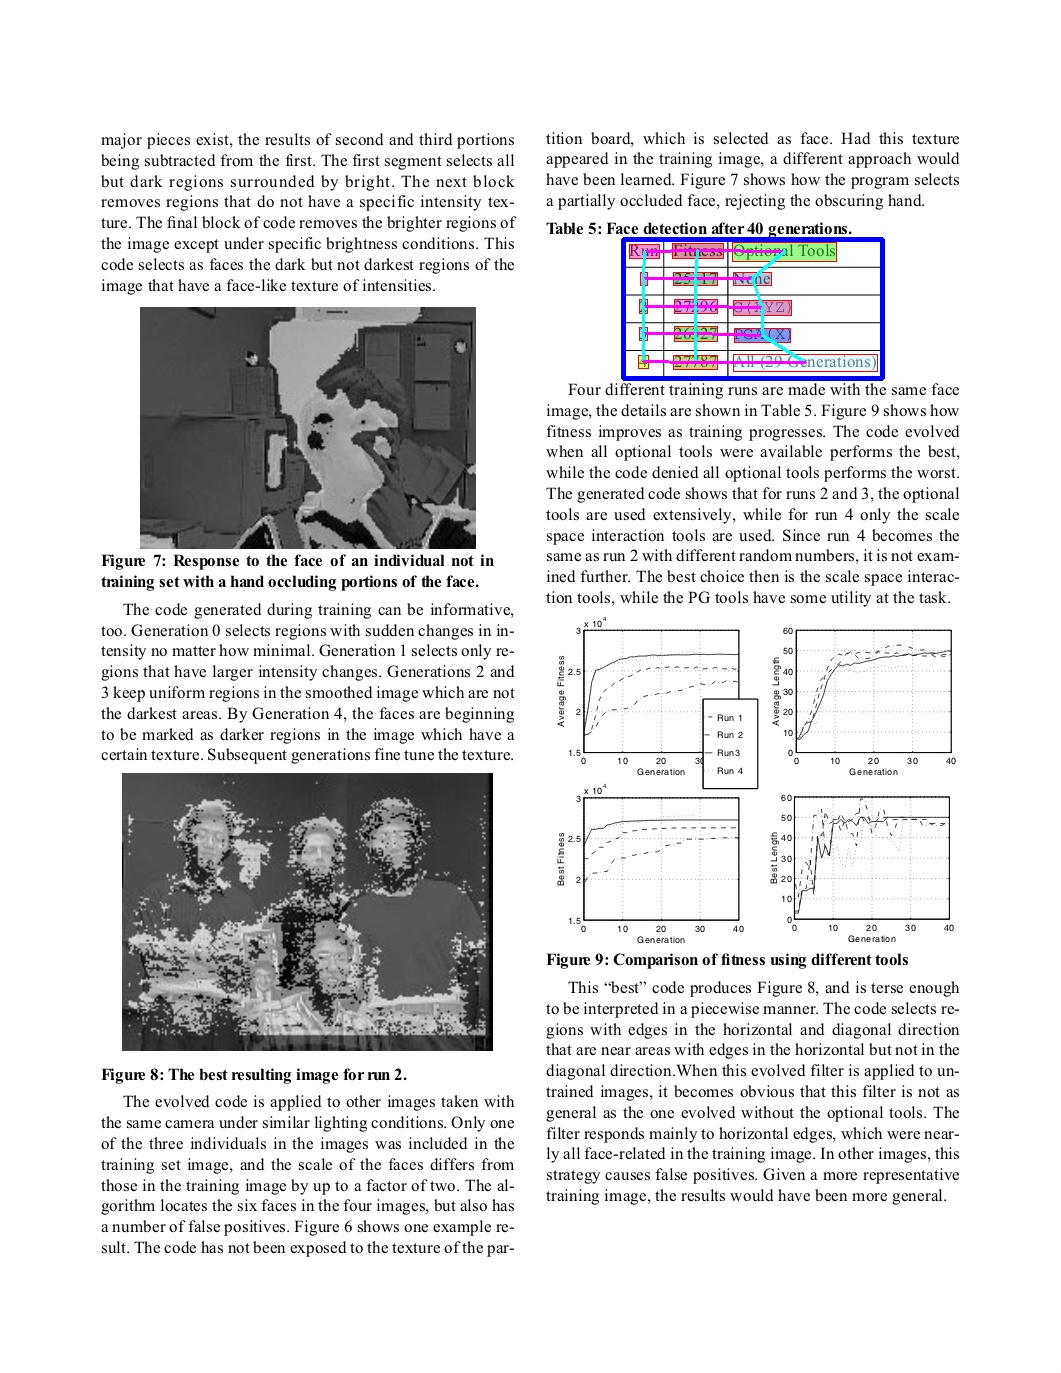 major pieces exist, the results of second and third portions
being subtracted from the first. The first segment selects all
but dark regions surrounded by bright. The next block
removes regions that do not have a specific intensity tex-
ture. The final block of code removes the brighter regions of
the image except under specific brightness conditions. This
code selects as faces the dark but not darkest regions of the
image that have a face-like texture of intensities.
Figure 7: Response to the face of an individual not in
training set with a hand occluding portions of the face.
The code generated during training can be informative,
too. Generation 0 selects regions with sudden changes in in-
tensity no matter how minimal. Generation 1 selects only re-
gions that have larger intensity changes. Generations 2 and
3 keep uniform regions in the smoothed image which are not
the darkest areas. By Generation 4, the faces are beginning
to be marked as darker regions in the image which have a
certain texture. Subsequent generations fine tune the texture.
Figure 8: The best resulting image for run 2.
The evolved code is applied to other images taken with
the same camera under similar lighting conditions. Only one
of the three individuals in the images was included in the
training set image, and the scale of the faces differs from
those in the training image by up to a factor of two. The al-
gorithm locates the six faces in the four images, but also has
a number of false positives. Figure 6 shows one example re-
sult. The code has not been exposed to the texture of the par-
tition board, which is selected as face. Had this texture
appeared in the training image, a different approach would
have been learned. Figure 7 shows how the program selects
a partially occluded face, rejecting the obscuring hand.
Table 5: Face detection after 40 generations.
Run Fitness Optional Tools
None
4 27787 All (29 Generations)
Four different training runs are made with the same face
image, the details are shown in Table 5. Figure 9 shows how
fitness improves as training progresses. The code evolved
when all optional tools were available performs the best,
while the code denied all optional tools performs the worst.
The generated code shows that for runs 2 and 3, the optional
tools are used extensively, while for run 4 only the scale
space interaction tools are used. Since run 4 becomes the
same as run 2 with different random numbers, it is not exam-
ined further. The best choice then is the scale space interac-
tion tools, while the PG tools have some utility at the task.
x 10^4
3
2.5
2
1.5
Average Fitness
0 10 20 30
Generation
60
50
40
30
20
10
0
Average Length
0 10 20 30 40
Generation
Run 1
Run 2
Run3
Run 4
x 10^4
3
2.5
2
1.5
Best Fitness
0 10 20 30 40
Generation
60
50
40
30
20
10
0
Best Length
0 10 20 30 40
Generation
Figure 9: Comparison of fitness using different tools
This “best” code produces Figure 8, and is terse enough
to be interpreted in a piecewise manner. The code selects re-
gions with edges in the horizontal and diagonal direction
that are near areas with edges in the horizontal but not in the
diagonal direction.When this evolved filter is applied to un-
trained images, it becomes obvious that this filter is not as
general as the one evolved without the optional tools. The
filter responds mainly to horizontal edges, which were near-
ly all face-related in the training image. In other images, this
strategy causes false positives. Given a more representative
training image, the results would have been more general.